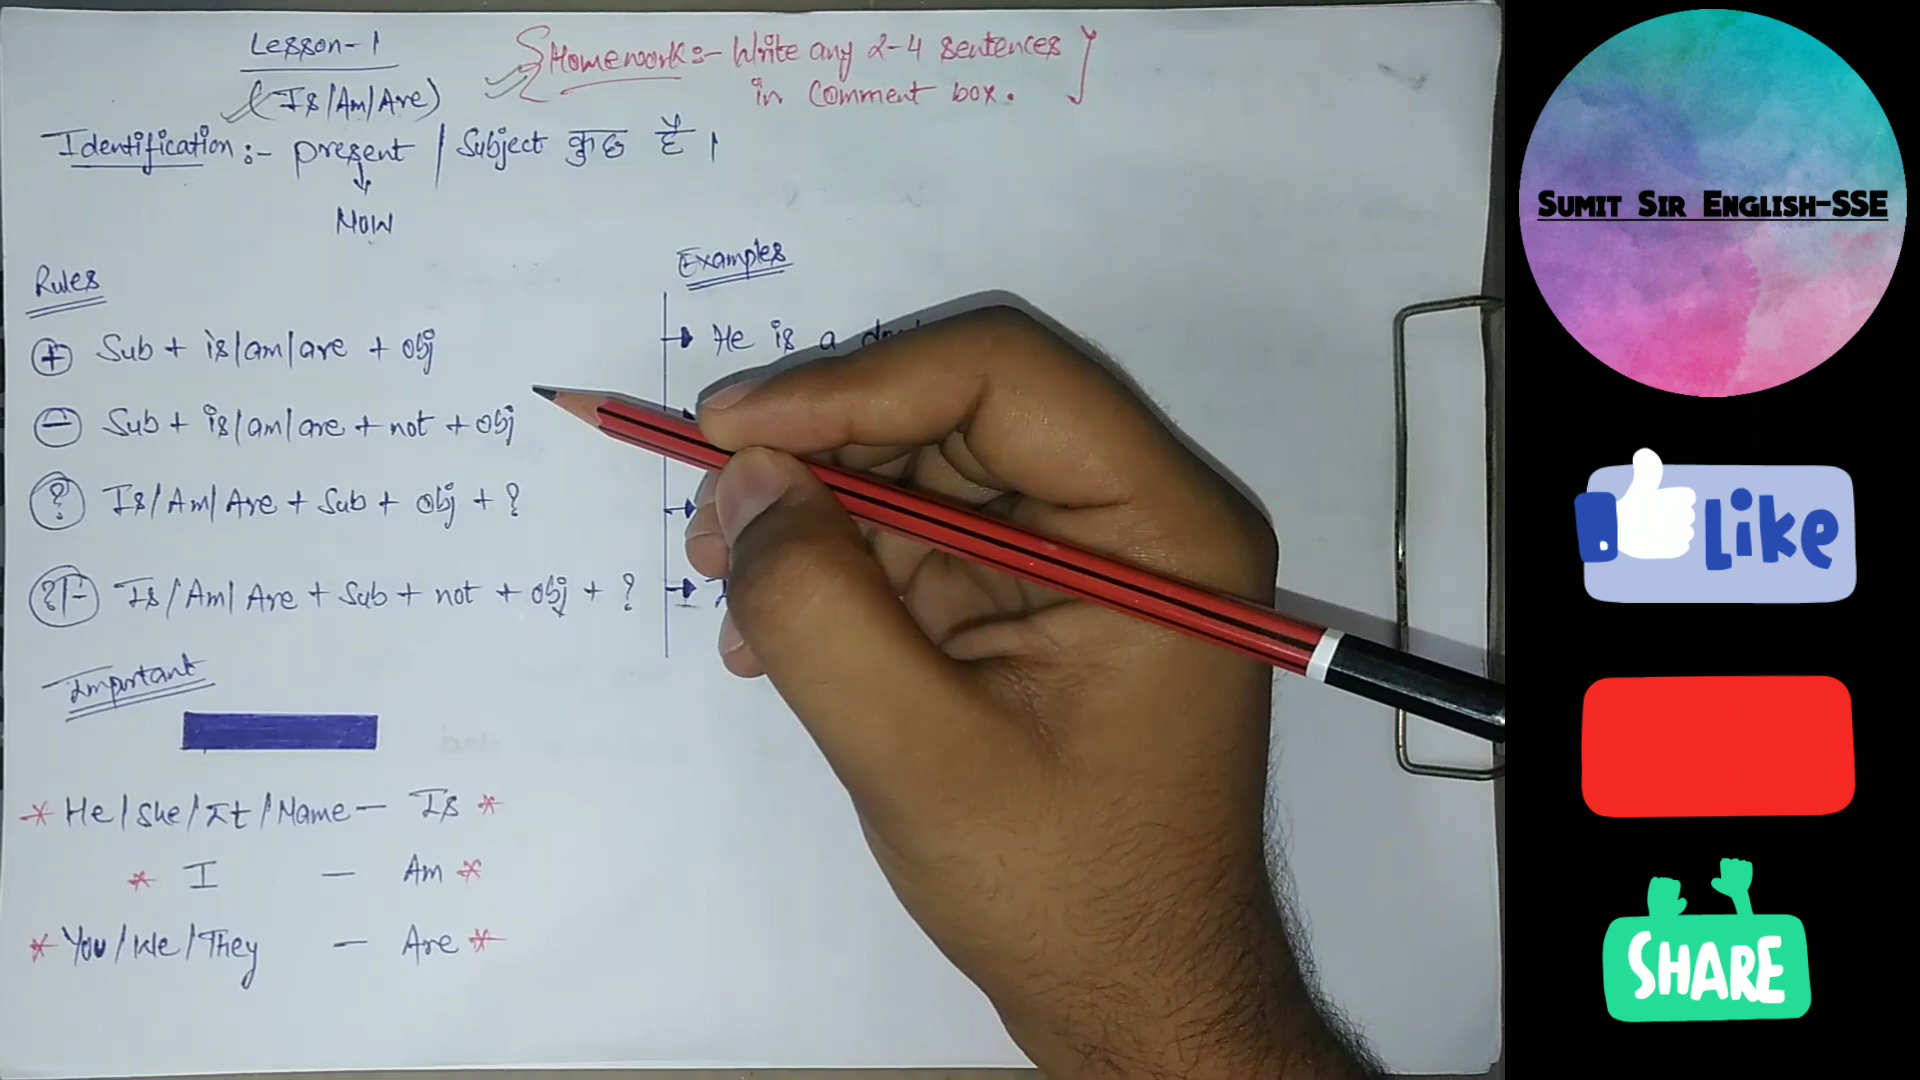 Lesson-1
(Is/Am/Are)
{Homework:- Write any 2-4 sentences
in comment box.}
Identification:- present / Subject कुछ है।
Now
Rules
+ Sub + is/am/are + obj
- Sub + is/am/are + not + obj
? Is/Am/Are + Sub + obj + ?
?/- Is/Am/Are + Sub + not + obj + ?
Examples
He is a
Important
* He/She/It/Name - Is *
* I - Am *
* You/We/They - Are *
SUMIT SIR ENGLISH-SSE
Like
SHARE